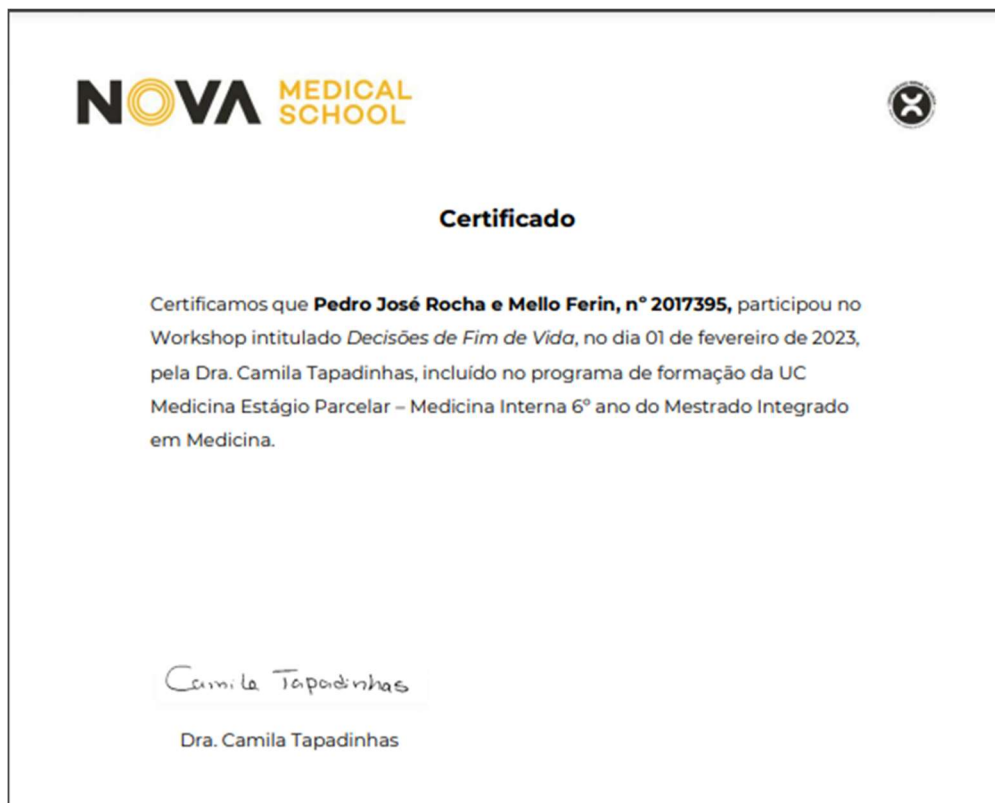 NOVA MEDICAL
SCHOOL
Certificado
Certificamos que Pedro José Rocha e Mello Ferin, nº 2017395, participou no
Workshop intitulado Decisões de Fim de Vida, no dia 01 de fevereiro de 2023,
pela Dra. Camila Tapadinhas, incluído no programa de formação da UC
Medicina Estágio Parcelar – Medicina Interna 6º ano do Mestrado Integrado
em Medicina.
Camila Tapadinhas
Dra. Camila Tapadinhas